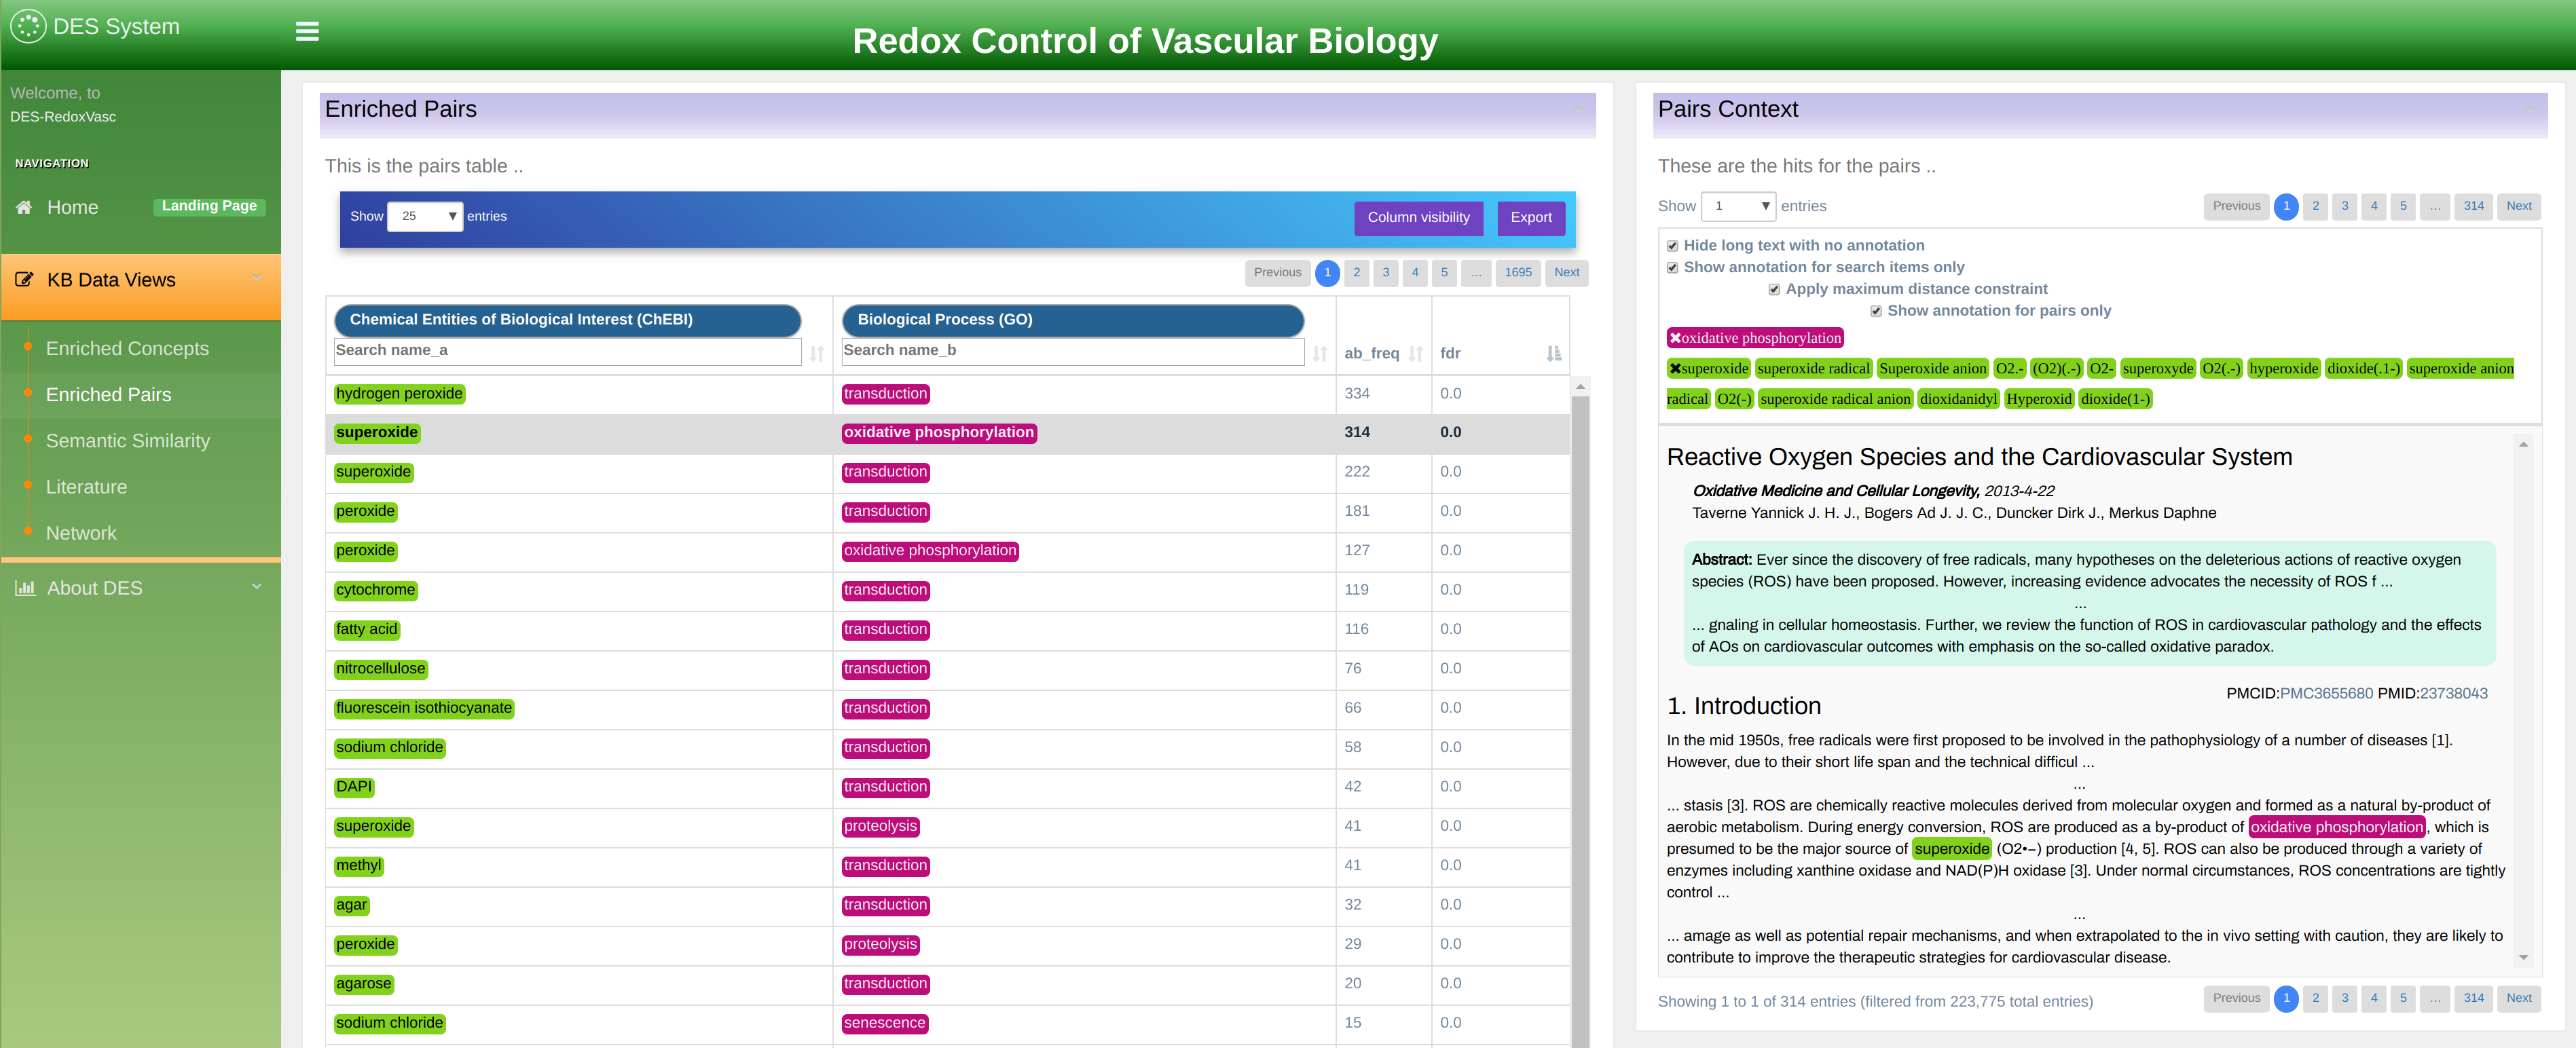 DES System
Redox Control of Vascular Biology
Welcome, to
DES-RedoxVasc
NAVIGATION
Home
Landing Page
KB Data Views
Enriched Concepts
Enriched Pairs
Semantic Similarity
Literature
Network
About DES
Enriched Pairs
This is the pairs table ..
Show 25 entries
Column visibility
Export
Previous 1 2 3 4 5 ... 1695 Next
Chemical Entities of Biological Interest (ChEBI)
Biological Process (GO)
Search name_a
Search name_b
ab_freq
fdr
hydrogen peroxide transduction 334 0.0
superoxide oxidative phosphorylation 314 0.0
superoxide transduction 222 0.0
peroxide transduction 181 0.0
peroxide oxidative phosphorylation 127 0.0
cytochrome transduction 119 0.0
fatty acid transduction 116 0.0
nitrocellulose transduction 76 0.0
fluorescein isothiocyanate transduction 66 0.0
sodium chloride transduction 58 0.0
DAPI transduction 42 0.0
superoxide proteolysis 41 0.0
methyl transduction 41 0.0
agar transduction 32 0.0
peroxide proteolysis 29 0.0
agarose transduction 20 0.0
sodium chloride senescence 15 0.0
Pairs Context
These are the hits for the pairs ..
Show 1 entries
Previous 1 2 3 4 5 ... 314 Next
Hide long text with no annotation
Show annotation for search items only
Apply maximum distance constraint
Show annotation for pairs only
✖oxidative phosphorylation
✖superoxide superoxide radical Superoxide anion O2.- (O2)(.-) O2- superoxyde O2(.-) hyperoxide dioxide(.1-) superoxide anion
radical O2(-) superoxide radical anion dioxidanidyl Hyperoxid dioxide(1-)
Reactive Oxygen Species and the Cardiovascular System
Oxidative Medicine and Cellular Longevity, 2013-4-22
Taverne Yannick J. H. J., Bogers Ad J. J. C., Duncker Dirk J., Merkus Daphne
Abstract: Ever since the discovery of free radicals, many hypotheses on the deleterious actions of reactive oxygen
species (ROS) have been proposed. However, increasing evidence advocates the necessity of ROS f ...
...
... gnaling in cellular homeostasis. Further, we review the function of ROS in cardiovascular pathology and the effects
of AOs on cardiovascular outcomes with emphasis on the so-called oxidative paradox.
PMCID:PMC3655680 PMID:23738043
1. Introduction
In the mid 1950s, free radicals were first proposed to be involved in the pathophysiology of a number of diseases [1].
However, due to their short life span and the technical difficul ...
...
... stasis [3]. ROS are chemically reactive molecules derived from molecular oxygen and formed as a natural by-product of
aerobic metabolism. During energy conversion, ROS are produced as a by-product of oxidative phosphorylation, which is
presumed to be the major source of superoxide (O2•−) production [4, 5]. ROS can also be produced through a variety of
enzymes including xanthine oxidase and NAD(P)H oxidase [3]. Under normal circumstances, ROS concentrations are tightly
control ...
...
... amage as well as potential repair mechanisms, and when extrapolated to the in vivo setting with caution, they are likely to
contribute to improve the therapeutic strategies for cardiovascular disease.
Showing 1 to 1 of 314 entries (filtered from 223,775 total entries)
Previous 1 2 3 4 5 ... 314 Next